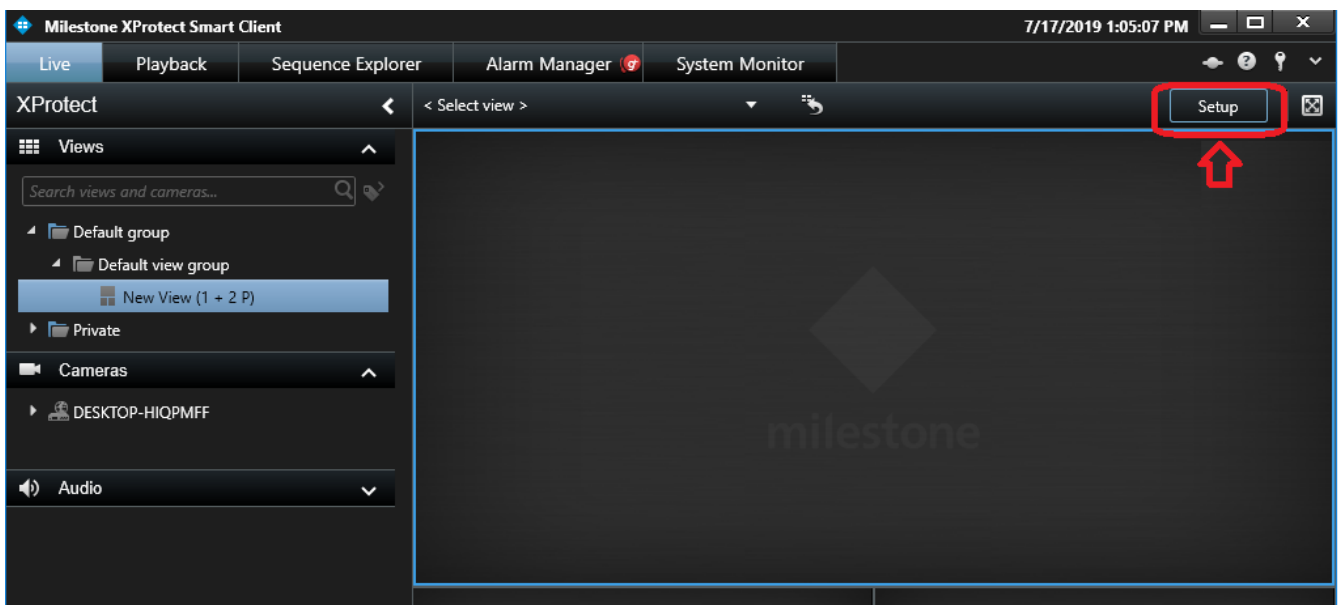 Milestone XProtect Smart Client 7/17/2019 1:05:07 PM
Live Playback Sequence Explorer Alarm Manager System Monitor
XProtect < Select view > Setup
Views
Search views and cameras...
Default group
Default view group
New View (1 + 2 P)
Private
Cameras
DESKTOP-HIQPMFF
milestone
Audio